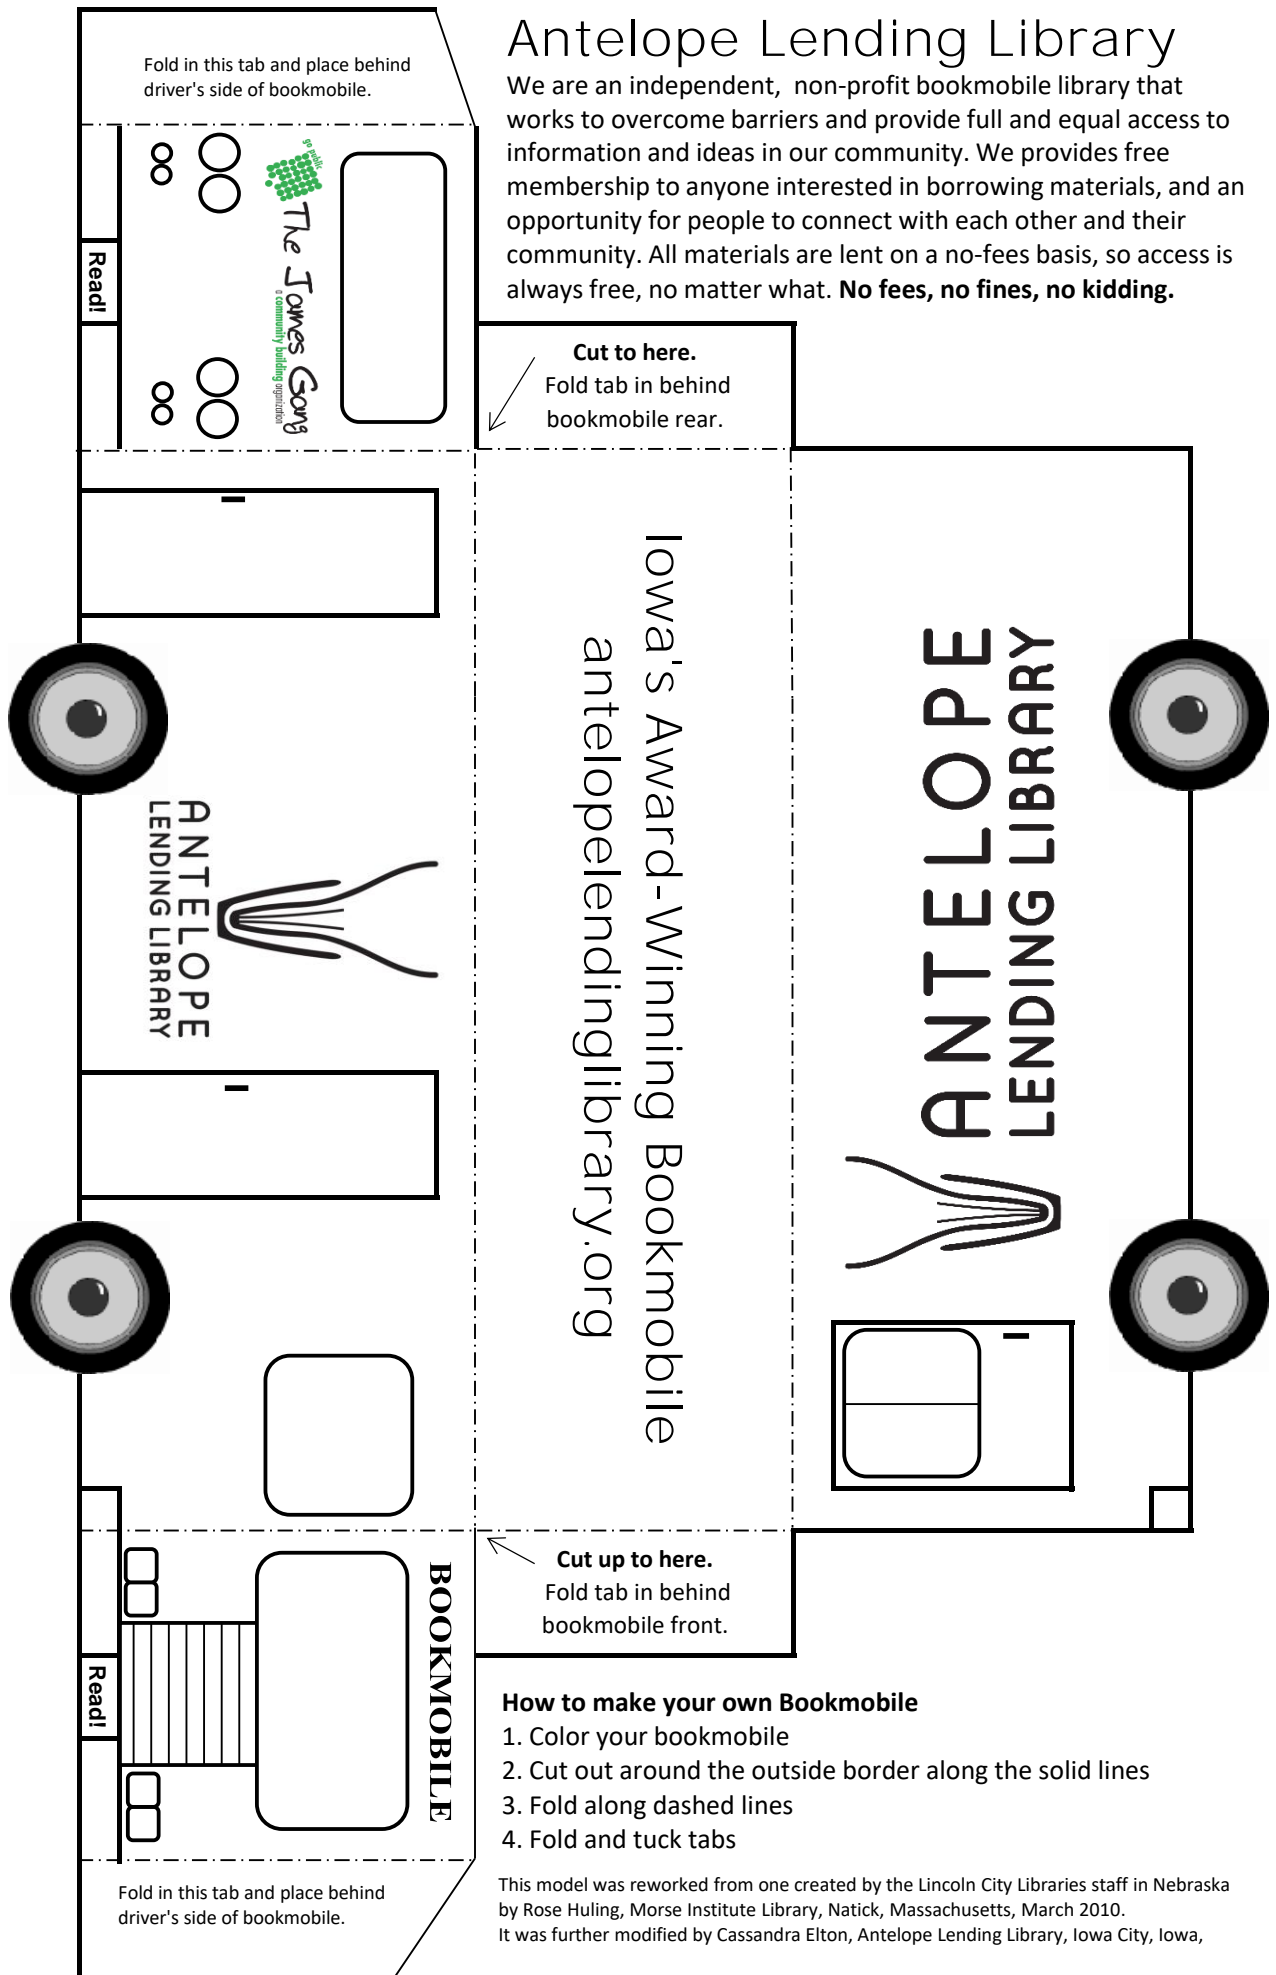 Antelope Lending Library
We are an independent,  non-profit bookmobile library that
works to overcome barriers and provide full and equal access to
information and ideas in our community. We provides free
membership to anyone interested in borrowing materials, and an
opportunity for people to connect with each other and their
community. All materials are lent on a no-fees basis, so access is
always free, no matter what. No fees, no fines, no kidding.
Fold in this tab and place behind
driver's side of bookmobile.
go public
The James Gang
a community building organization
Read!
Cut to here.
Fold tab in behind
bookmobile rear.
ANTELOPE
LENDING LIBRARY
Iowa's Award-Winning Bookmobile
antelopelendinglibrary.org
ANTELOPE
LENDING LIBRARY
Cut up to here.
Fold tab in behind
bookmobile front.
BOOKMOBILE
Read!
Fold in this tab and place behind
driver's side of bookmobile.
How to make your own Bookmobile
1. Color your bookmobile
2. Cut out around the outside border along the solid lines
3. Fold along dashed lines
4. Fold and tuck tabs
This model was reworked from one created by the Lincoln City Libraries staff in Nebraska
by Rose Huling, Morse Institute Library, Natick, Massachusetts, March 2010.
It was further modified by Cassandra Elton, Antelope Lending Library, Iowa City, Iowa,